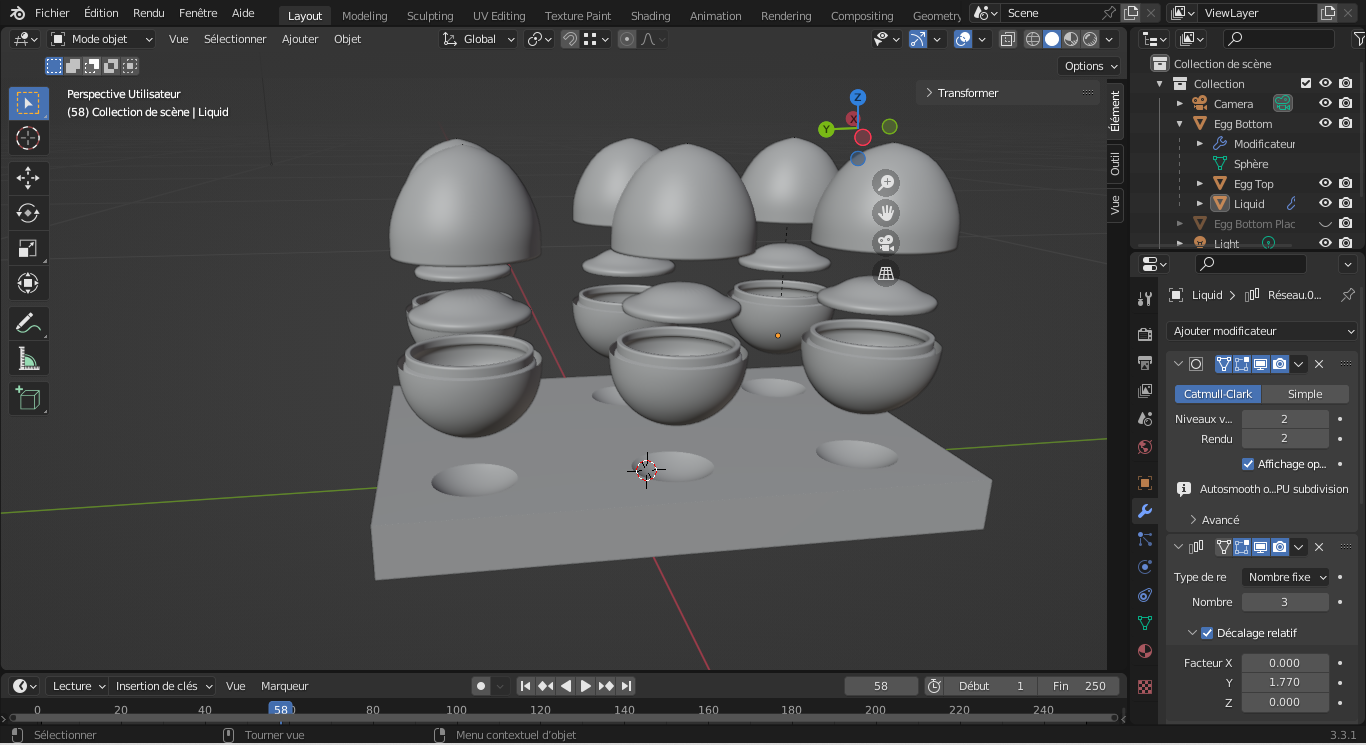 Fichier Édition Rendu Fenêtre Aide Layout Modeling Sculpting UV Editing Texture Paint Shading Animation Rendering Compositing Geometry Scene ViewLayer
Mode objet Vue Sélectionner Ajouter Objet Global
Options
Perspective Utilisateur
(58) Collection de scène | Liquid
Transformer
Z
Y
X
Élément
Outil
Vue
Collection de scène
Collection
Camera
Egg Bottom
Modificateur
Sphère
Egg Top
Liquid
Egg Bottom Plac
Light
Liquid Réseau.0...
Ajouter modificateur
Catmull-Clark Simple
Niveaux v... 2
Rendu 2
Affichage op...
Autosmooth o...PU subdivision
Avancé
Type de re Nombre fixe
Nombre 3
Décalage relatif
Facteur X 0.000
Y 1.770
Z 0.000
Lecture Insertion de clés Vue Marqueur 58 Début 1 Fin 250
0 20 40 58 80 100 120 140 160 180 200 220 240
Sélectionner Tourner vue Menu contextuel d'objet 3.3.1